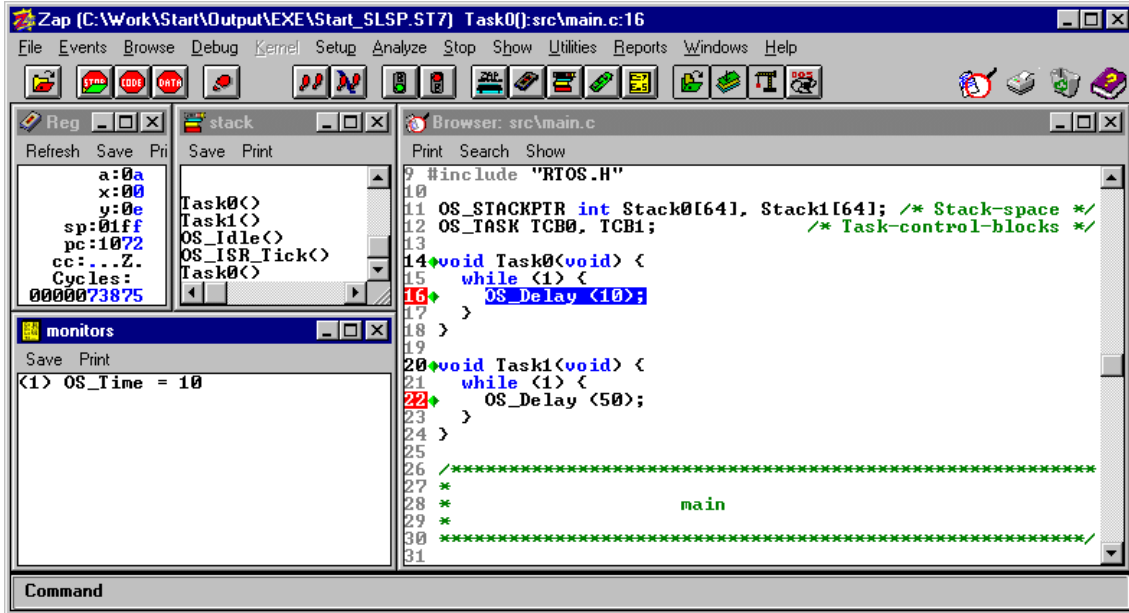 Zap (C:\Work\Start\Output\EXE\Start_SLSP.ST7) Task0():src\main.c:16
File Events Browse Debug Kernel Setup Analyze Stop Show Utilities Reports Windows Help
STMT CODE DATA
ZAP
Reg
Refresh Save Pri
a:0a
x:00
y:0e
sp:01ff
pc:1072
cc:...Z.
Cycles:
0000073875
stack
Save Print
Task0()
Task1()
OS_Idle()
OS_ISR_Tick()
Task0()
monitors
Save Print
(1) OS_Time = 10
Browser: src\main.c
Print Search Show
9 #include "RTOS.H"
10
11 OS_STACKPTR int Stack0[64], Stack1[64]; /* Stack-space */
12 OS_TASK TCB0, TCB1; /* Task-control-blocks */
13
14 void Task0(void) {
15 while (1) {
16 OS_Delay (10);
17 }
18 }
19
20 void Task1(void) {
21 while (1) {
22 OS_Delay (50);
23 }
24 }
25
26 /**********************************************************
27 *
28 * main
29 *
30 **********************************************************/
31
Command